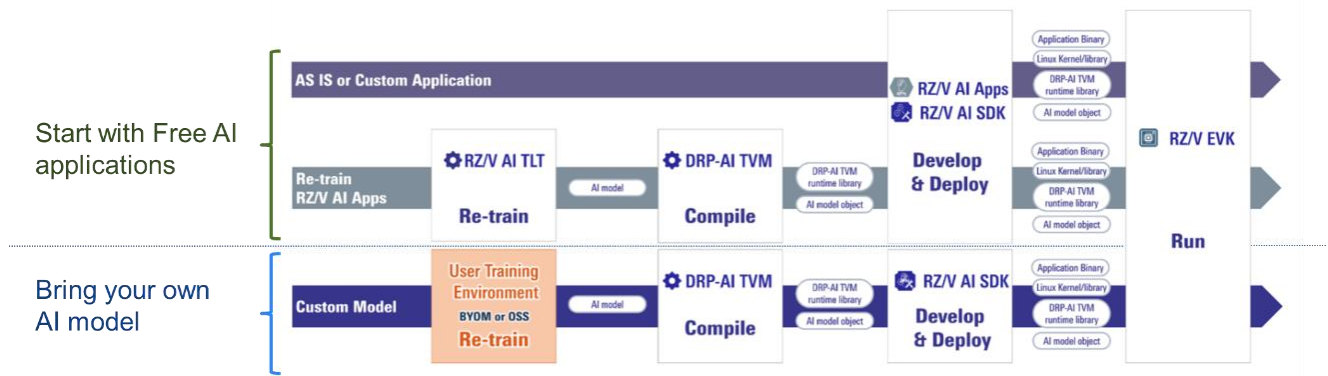 Start with Free AI
applications
AS IS or Custom Application
RZ/V AI Apps
RZ/V AI SDK
Develop
& Deploy
Application Binary
Linux Kernel/library
DRP-AI TVM
runtime library
AI model object
RZ/V EVK
Run
Re-train
RZ/V AI Apps
RZ/V AI TLT
Re-train
AI model
DRP-AI TVM
Compile
DRP-AI TVM
runtime library
AI model object
Application Binary
Linux Kernel/library
DRP-AI TVM
runtime library
AI model object
Bring your own
AI model
Custom Model
User Training
Environment
BYOM or OSS
Re-train
AI model
DRP-AI TVM
Compile
DRP-AI TVM
runtime library
AI model object
RZ/V AI SDK
Develop
& Deploy
Application Binary
Linux Kernel/library
DRP-AI TVM
runtime library
AI model object